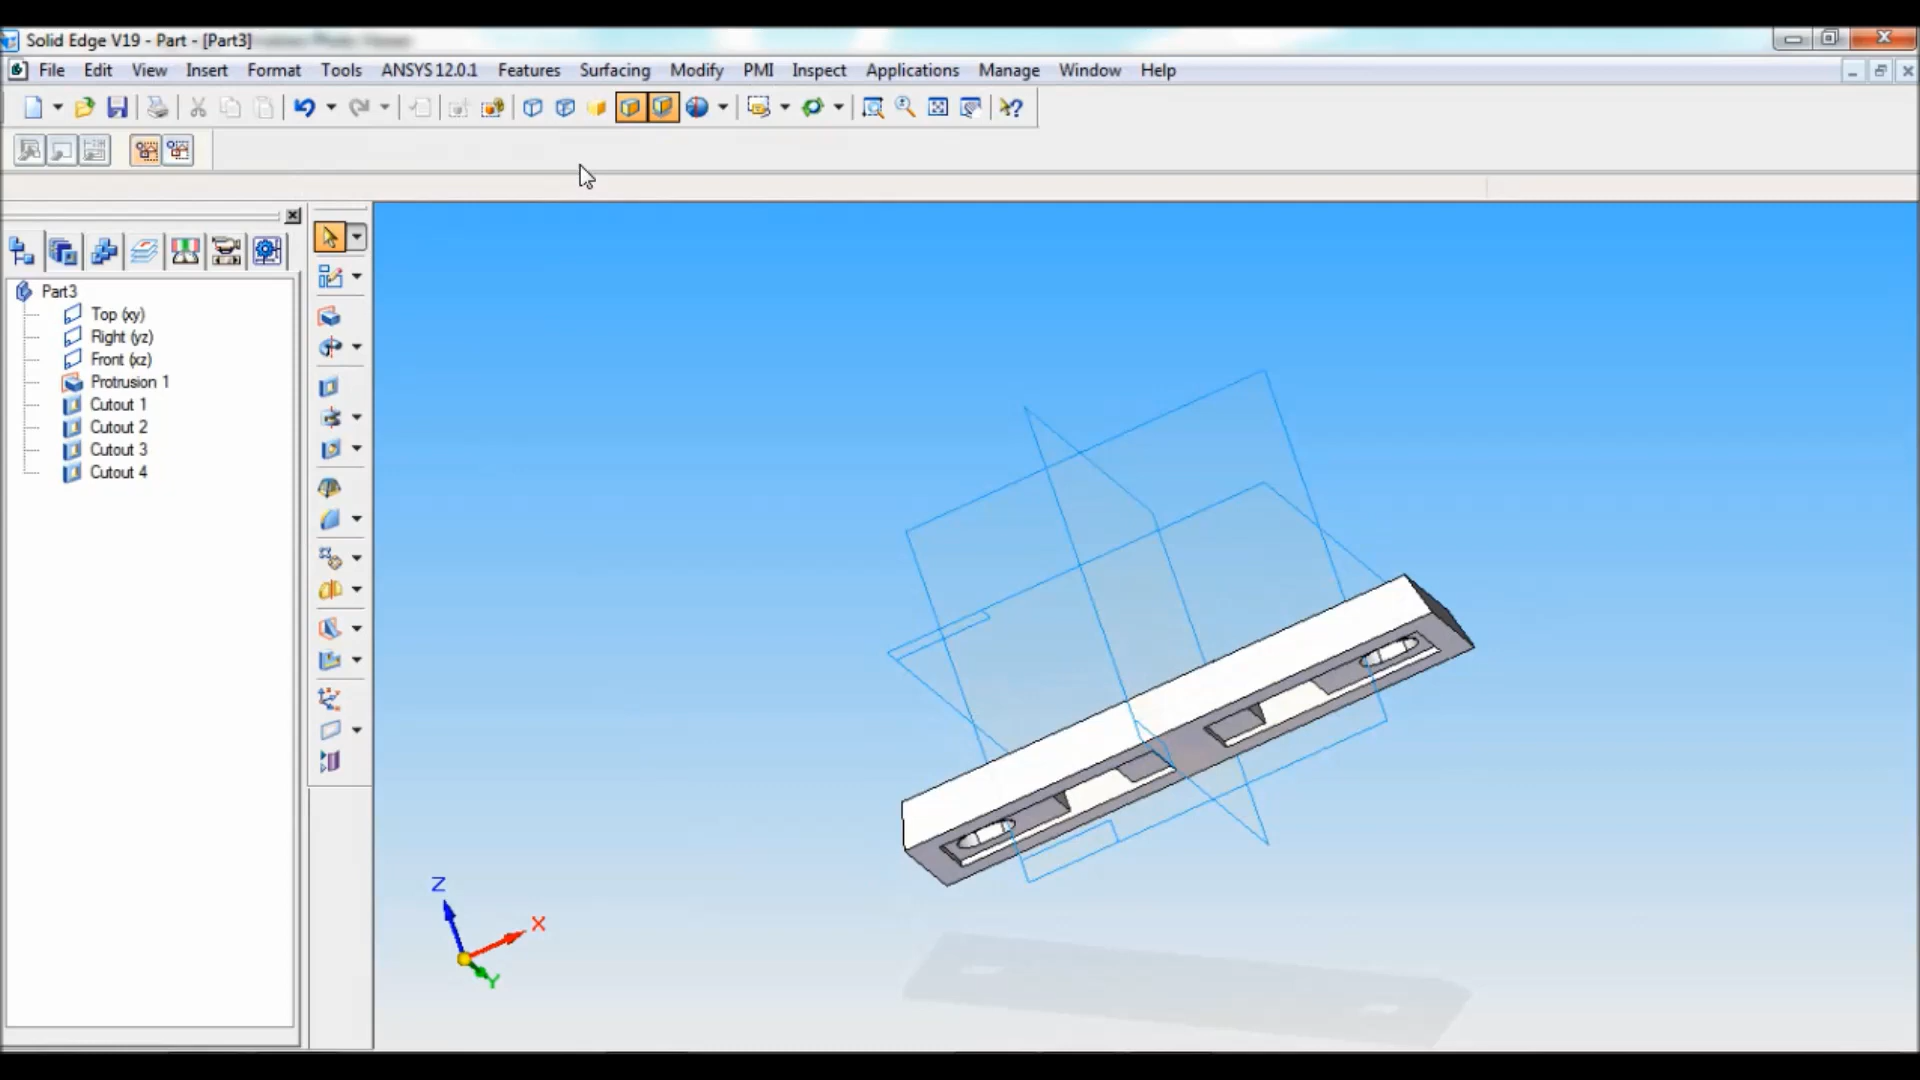 Solid Edge V19 - Part - [Part3]
File Edit View Insert Format Tools ANSYS 12.0.1 Features Surfacing Modify PMI Inspect Applications Manage Window Help
Part3
Top (xy)
Right (yz)
Front (xz)
Protrusion 1
Cutout 1
Cutout 2
Cutout 3
Cutout 4
Z
X
Y